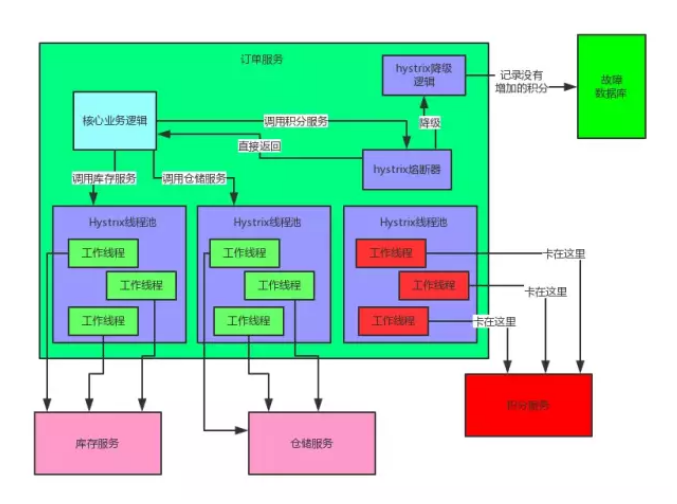 订单服务
hystrix降级
逻辑
记录没有
增加的积分
故障
数据库
核心业务逻辑
调用积分服务
降级
直接返回
hystrix熔断器
调用库存服务
调用仓储服务
Hystrix线程池
Hystrix线程池
Hystrix线程池
工作线程
工作线程
工作线程
卡在这里
工作线程
工作线程
工作线程
卡在这里
工作线程
工作线程
工作线程
卡在这里
积分服务
库存服务
仓储服务